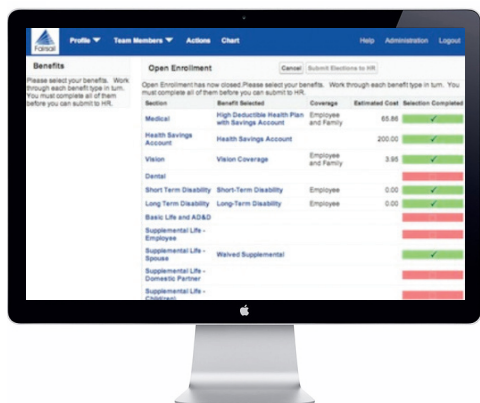 Fairsail
Profile
Team Members
Actions
Chart
Help
Administration
Logout
Benefits
Please select your benefits. Work
through each benefit type in turn.
You must complete all of them
before you can submit to HR.
Open Enrollment
Cancel
Submit Elections to HR
Open Enrollment has now closed.Please select your benefits. Work through each benefit type in turn. You
must complete all of them before you can submit to HR.
Section Benefit Selected Coverage Estimated Cost Selection Completed
Medical High Deductible Health Plan with Savings Account Employee and Family 65.86
Health Savings Account Health Savings Account 200.00
Vision Vision Coverage Employee and Family 3.95
Dental
Short Term Disability Short-Term Disability Employee 0.00
Long Term Disability Long-Term Disability Employee 0.00
Basic Life and AD&D
Supplemental Life -
Employee
Supplemental Life -
Spouse Waived Supplemental
Supplemental Life -
Domestic Partner
Supplemental Life -